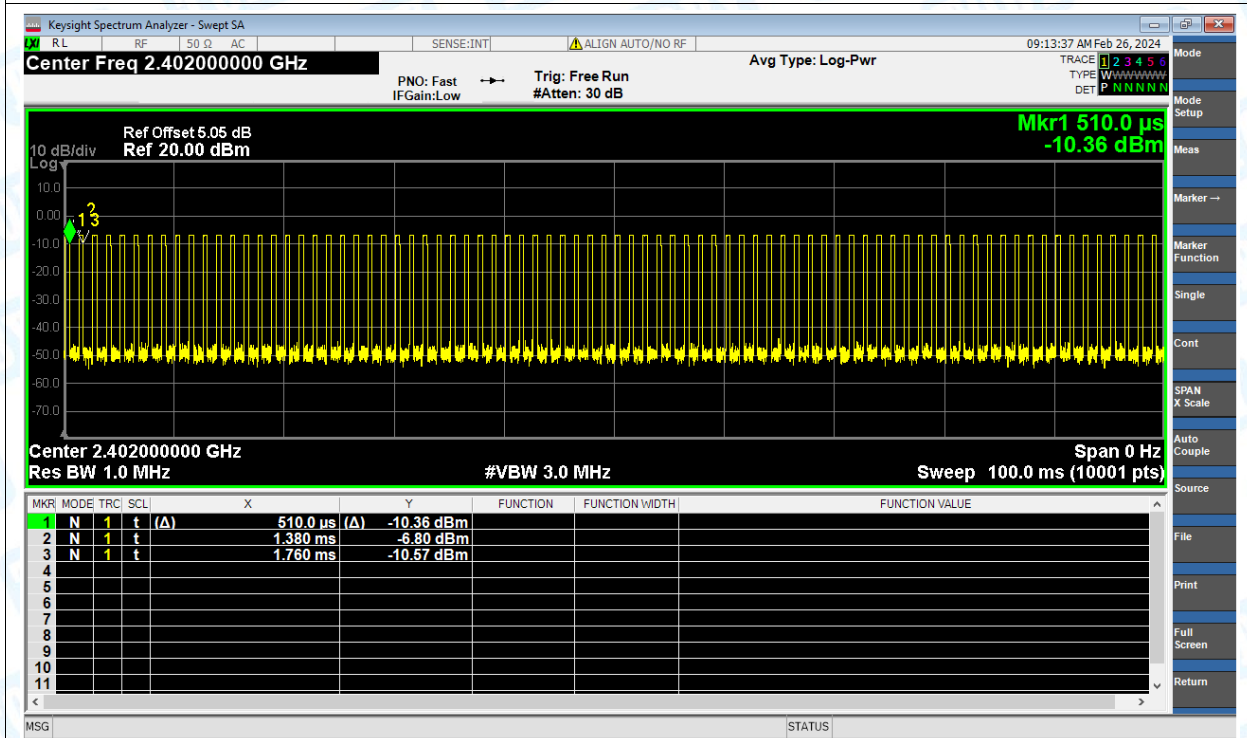 Keysight Spectrum Analyzer - Swept SA
LXI RL RF 50 Ω AC SENSE:INT ALIGN AUTO/NO RF 09:13:37 AM Feb 26, 2024
Center Freq 2.402000000 GHz
PNO: Fast
IFGain:Low
Trig: Free Run
#Atten: 30 dB
Avg Type: Log-Pwr
TRACE 1 2 3 4 5 6
TYPE WWWWWW
DET P N N N N N
Mkr1 510.0 µs
-10.36 dBm
Ref Offset 5.05 dB
Ref 20.00 dBm
10 dB/div
Log
10.0
0.00
-10.0
-20.0
-30.0
-40.0
-50.0
-60.0
-70.0
1 2 3
Center 2.402000000 GHz Span 0 Hz
Res BW 1.0 MHz #VBW 3.0 MHz Sweep 100.0 ms (10001 pts)
MKR MODE TRC SCL X Y FUNCTION FUNCTION WIDTH FUNCTION VALUE
1 N 1 t (Δ) 510.0 µs (Δ) -10.36 dBm
2 N 1 t 1.380 ms -6.80 dBm
3 N 1 t 1.760 ms -10.57 dBm
4
5
6
7
8
9
10
11
MSG STATUS
Mode
Mode
Setup
Meas
Marker →
Marker
Function
Single
Cont
SPAN
X Scale
Auto
Couple
Source
File
Print
Full
Screen
Return